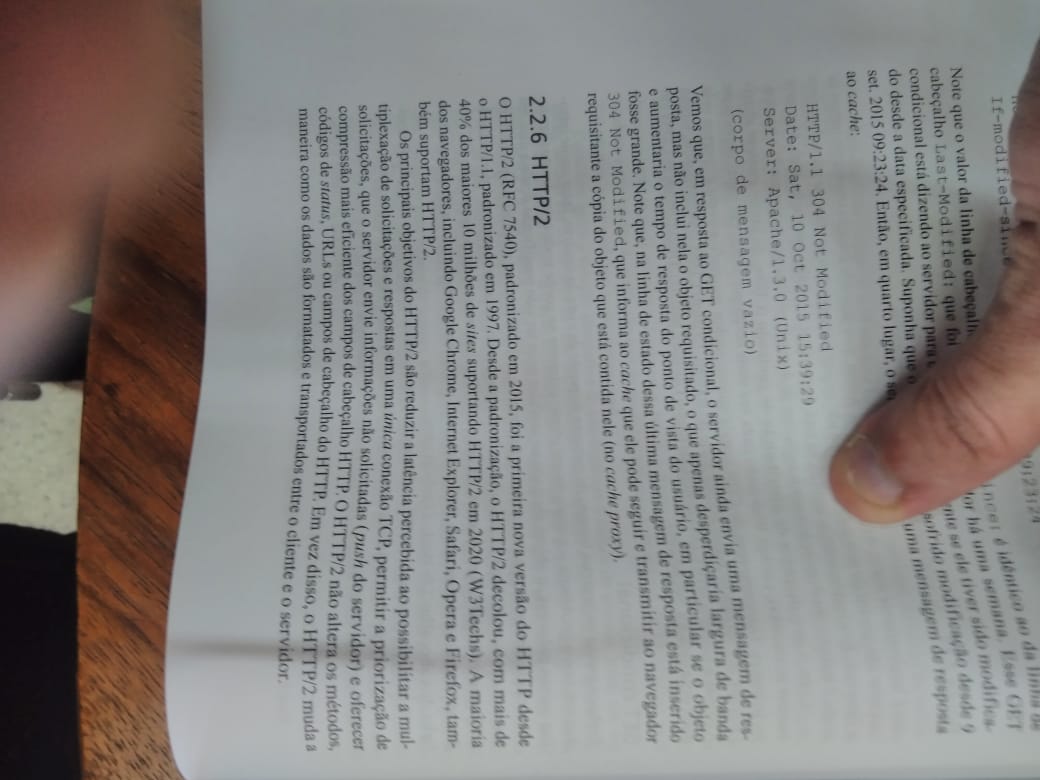 If-modified-since
09:23:24
Note que o valor da linha de cabeçalh ince: é idêntico ao da linha de
cabeçalho Last-Modified: que foi dor há uma semana. Esse GET
condicional está dizendo ao servidor para nte se ele tiver sido modifica-
do desde a data especificada. Suponha que o sofrido modificação desde 9
set. 2015 09:23:24. Então, em quarto lugar, o se uma mensagem de resposta
ao cache:
HTTP/1.1 304 Not Modified
Date: Sat, 10 Oct 2015 15:39:29
Server: Apache/1.3.0 (Unix)
(corpo de mensagem vazio)
Vemos que, em resposta ao GET condicional, o servidor ainda envia uma mensagem de res-
posta, mas não inclui nela o objeto requisitado, o que apenas desperdiçaria largura de banda
e aumentaria o tempo de resposta do ponto de vista do usuário, em particular se o objeto
fosse grande. Note que, na linha de estado dessa última mensagem de resposta está inserido
304 Not Modified, que informa ao cache que ele pode seguir e transmitir ao navegador
requisitante a cópia do objeto que está contida nele (no cache proxy).
2.2.6 HTTP/2
O HTTP/2 (RFC 7540), padronizado em 2015, foi a primeira nova versão do HTTP desde
o HTTP/1.1, padronizado em 1997. Desde a padronização, o HTTP/2 decolou, com mais de
40% dos maiores 10 milhões de sites suportando HTTP/2 em 2020 (W3Techs). A maioria
dos navegadores, incluindo Google Chrome, Internet Explorer, Safari, Opera e Firefox, tam-
bém suportam HTTP/2.
Os principais objetivos do HTTP/2 são reduzir a latência percebida ao possibilitar a mul-
tiplexação de solicitações e respostas em uma única conexão TCP, permitir a priorização de
solicitações, que o servidor envie informações não solicitadas (push do servidor) e oferecer
compressão mais eficiente dos campos de cabeçalho HTTP. O HTTP/2 não altera os métodos,
códigos de status, URLs ou campos de cabeçalho do HTTP. Em vez disso, o HTTP/2 muda a
maneira como os dados são formatados e transportados entre o cliente e o servidor.